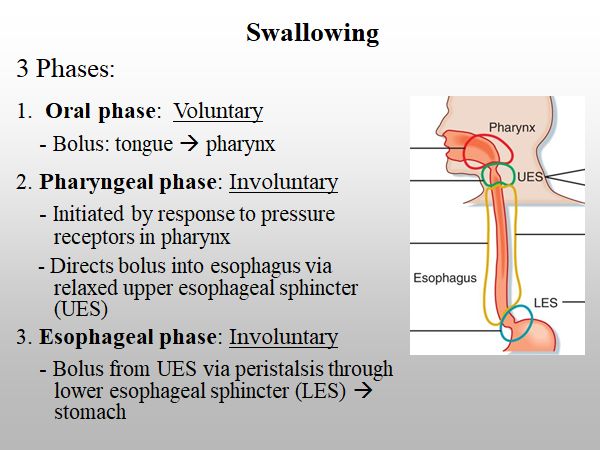 Swallowing
3 Phases:
1. Oral phase: Voluntary
- Bolus: tongue → pharynx
2. Pharyngeal phase: Involuntary
- Initiated by response to pressure
receptors in pharynx
- Directs bolus into esophagus via
relaxed upper esophageal sphincter
(UES)
3. Esophageal phase: Involuntary
- Bolus from UES via peristalsis through
lower esophageal sphincter (LES) →
stomach
Pharynx
UES
Esophagus
LES